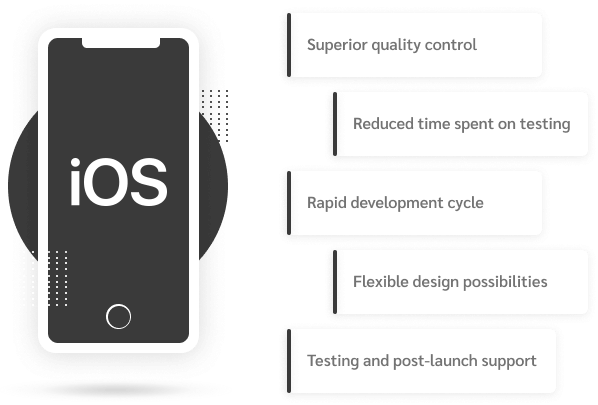 iOS
Superior quality control
Reduced time spent on testing
Rapid development cycle
Flexible design possibilities
Testing and post-launch support